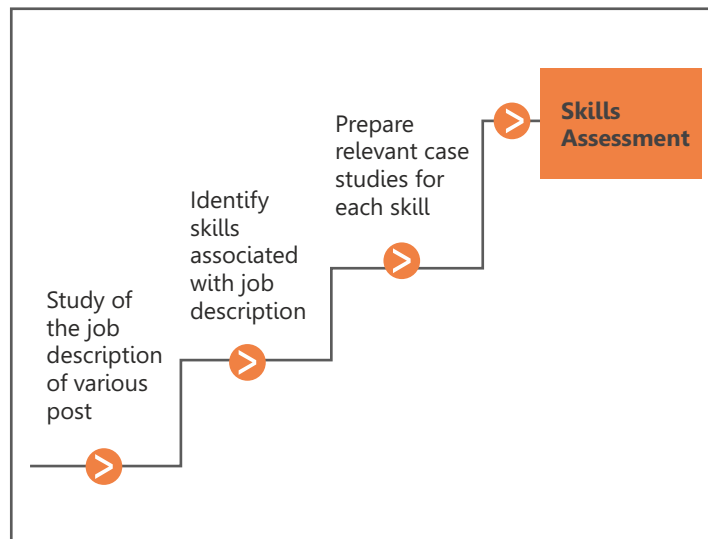 Study of
the job
description
of various
post
Identify
skills
associated
with job
description
Prepare
relevant case
studies for
each skill
Skills
Assessment